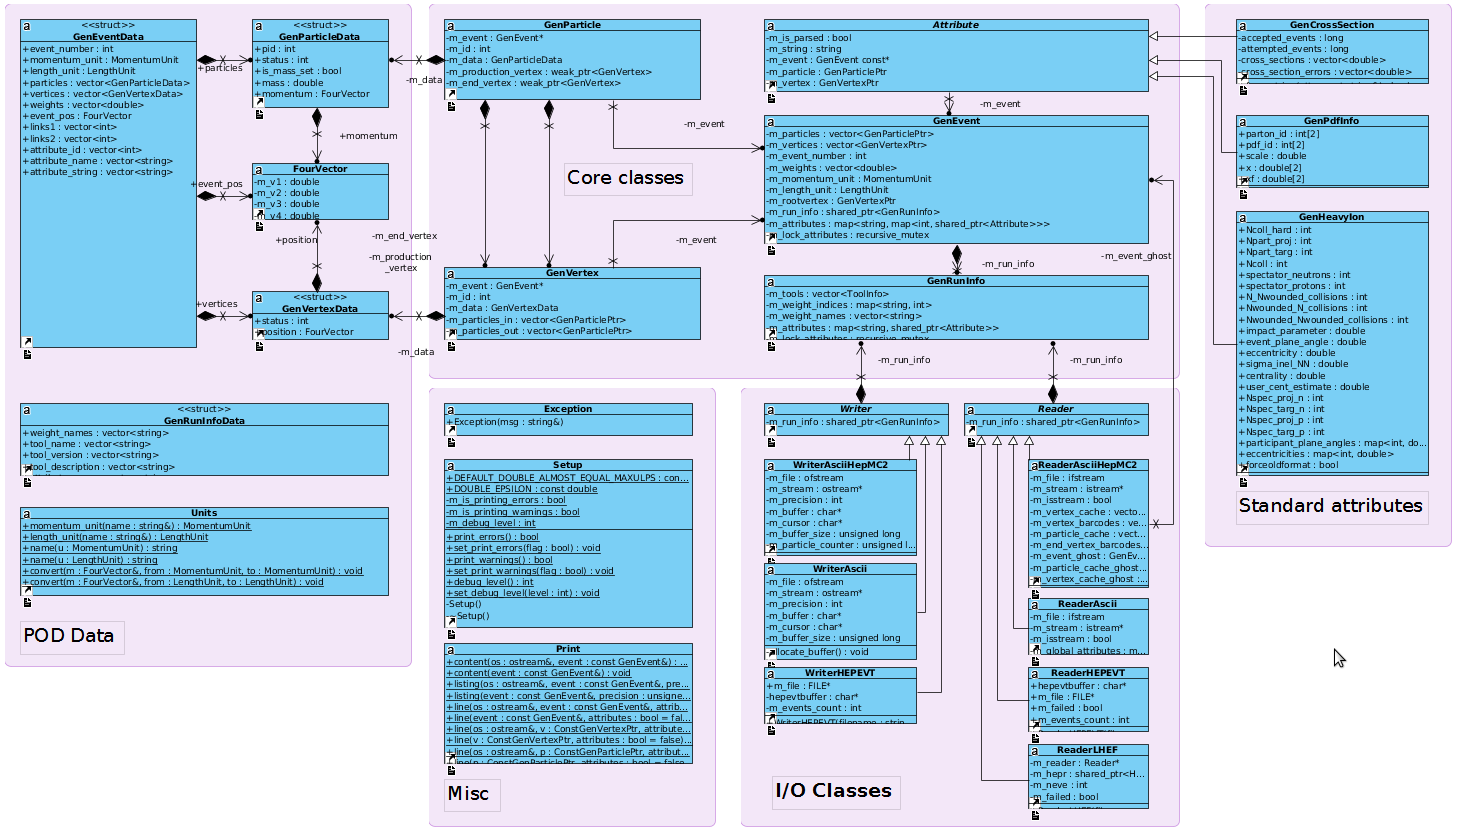 <<struct>>
GenEventData
+event_number : int
+momentum_unit : MomentumUnit
+length_unit : LengthUnit
+particles : vector<GenParticleData>
+vertices : vector<GenVertexData>
+weights : vector<double>
+event_pos : FourVector
+links1 : vector<int>
+links2 : vector<int>
+attribute_id : vector<int>
+attribute_name : vector<string>
+attribute_string : vector<string>
+particles
+event_pos
+vertices
<<struct>>
GenParticleData
+pid : int
+status : int
+is_mass_set : bool
+mass : double
+momentum : FourVector
+momentum
FourVector
-m_v1 : double
-m_v2 : double
-m_v3 : double
-m_v4 : double
+position
<<struct>>
GenVertexData
+status : int
+position : FourVector
<<struct>>
GenRunInfoData
+weight_names : vector<string>
+tool_name : vector<string>
+tool_version : vector<string>
+tool_description : vector<string>
Units
+momentum_unit(name : string&) : MomentumUnit
+length_unit(name : string&) : LengthUnit
+name(u : MomentumUnit) : string
+name(u : LengthUnit) : string
+convert(m : FourVector&, from : MomentumUnit, to : MomentumUnit) : void
+convert(m : FourVector&, from : LengthUnit, to : LengthUnit) : void
POD Data
GenParticle
-m_event : GenEvent*
-m_id : int
-m_data : GenParticleData
-m_production_vertex : weak_ptr<GenVertex>
-m_end_vertex : weak_ptr<GenVertex>
-m_data
-m_event
Core classes
-m_end_vertex
-m_production
_vertex
-m_event
GenVertex
-m_event : GenEvent*
-m_id : int
-m_data : GenVertexData
-m_particles_in : vector<GenParticlePtr>
-m_particles_out : vector<GenParticlePtr>
-m_data
Attribute
-m_is_parsed : bool
-m_string : string
-m_event : GenEvent const*
-m_particle : GenParticlePtr
-m_vertex : GenVertexPtr
-m_event
GenEvent
-m_particles : vector<GenParticlePtr>
-m_vertices : vector<GenVertexPtr>
-m_event_number : int
-m_weights : vector<double>
-m_momentum_unit : MomentumUnit
-m_length_unit : LengthUnit
-m_rootvertex : GenVertexPtr
-m_run_info : shared_ptr<GenRunInfo>
-m_attributes : map<string, map<int, shared_ptr<Attribute>>>
-m_lock_attributes : recursive_mutex
-m_run_info
-m_event_ghost
GenRunInfo
-m_tools : vector<ToolInfo>
-m_weight_indices : map<string, int>
-m_weight_names : vector<string>
-m_attributes : map<string, shared_ptr<Attribute>>
-m_lock_attributes : recursive_mutex
-m_run_info
-m_run_info
GenCrossSection
-accepted_events : long
-attempted_events : long
-cross_sections : vector<double>
-cross_section_errors : vector<double>
GenPdfInfo
+parton_id : int[2]
+pdf_id : int[2]
+scale : double
+x : double[2]
+xf : double[2]
GenHeavyIon
+Ncoll_hard : int
+Npart_proj : int
+Npart_targ : int
+Ncoll : int
+spectator_neutrons : int
+spectator_protons : int
+N_Nwounded_collisions : int
+Nwounded_N_collisions : int
+Nwounded_Nwounded_collisions : int
+impact_parameter : double
+event_plane_angle : double
+eccentricity : double
+sigma_inel_NN : double
+centrality : double
+user_cent_estimate : double
+Nspec_proj_n : int
+Nspec_targ_n : int
+Nspec_proj_p : int
+Nspec_targ_p : int
+participant_plane_angles : map<int, do...
+eccentricities : map<int, double>
+forceoldformat : bool
Standard attributes
Exception
+Exception(msg : string&)
Setup
+DEFAULT_DOUBLE_ALMOST_EQUAL_MAXULPS : con...
+DOUBLE_EPSILON : const double
-m_is_printing_errors : bool
-m_is_printing_warnings : bool
-m_debug_level : int
+print_errors() : bool
+set_print_errors(flag : bool) : void
+print_warnings() : bool
+set_print_warnings(flag : bool) : void
+debug_level() : int
+set_debug_level(level : int) : void
-Setup()
-~Setup()
Print
+content(os : ostream&, event : const GenEvent&) : ...
+content(event : const GenEvent&) : void
+listing(os : ostream&, event : const GenEvent&, pre...
+listing(event : const GenEvent&, precision : unsigne...
+line(os : ostream&, event : const GenEvent&, attrib...
+line(event : const GenEvent&, attributes : bool = fal...
+line(os : ostream&, v : ConstGenVertexPtr, attribute...
+line(v : ConstGenVertexPtr, attributes : bool = false)...
+line(os : ostream&, p : ConstGenParticlePtr, attribut...
+line(p : ConstGenParticlePtr, attributes : bool = false
Misc
Writer
-m_run_info : shared_ptr<GenRunInfo>
Reader
-m_run_info : shared_ptr<GenRunInfo>
WriterAsciiHepMC2
-m_file : ofstream
-m_stream : ostream*
-m_precision : int
-m_buffer : char*
-m_cursor : char*
-m_buffer_size : unsigned long
-m_particle_counter : unsigned l...
WriterAscii
-m_file : ofstream
-m_stream : ostream*
-m_precision : int
-m_buffer : char*
-m_cursor : char*
-m_buffer_size : unsigned long
-allocate_buffer() : void
WriterHEPEVT
+m_file : FILE*
-hepevtbuffer : char*
-m_events_count : int
ReaderAsciiHepMC2
-m_file : ifstream
-m_stream : istream*
-m_isstream : bool
-m_vertex_cache : vecto...
-m_vertex_barcodes : ve...
-m_particle_cache : vect...
-m_end_vertex_barcodes...
-m_event_ghost : GenEv...
-m_particle_cache_ghost...
-m_vertex_cache_ghost :...
ReaderAscii
-m_file : ifstream
-m_stream : istream*
-m_isstream : bool
-m_global_attributes : m...
ReaderHEPEVT
+hepevtbuffer : char*
+m_file : FILE*
+m_failed : bool
+m_events_count : int
ReaderLHEF
-m_reader : Reader*
-m_hepr : shared_ptr<H...
-m_neve : int
-m_failed : bool
I/O Classes